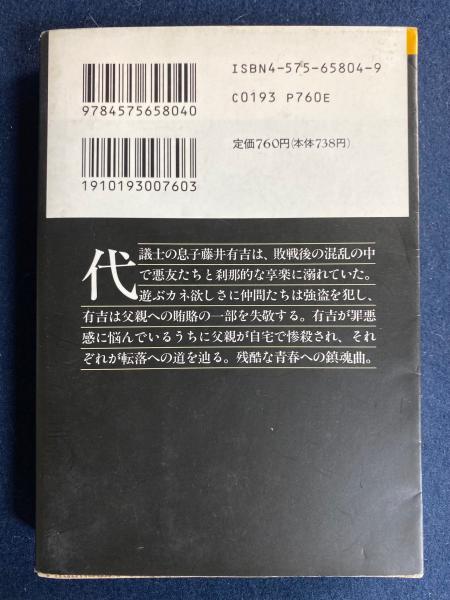 ISBN4-575-65804-9
C0193 P760E
9784575658040
定価760円(本体738円)
1910193007603
代議士の息子藤井有吉は、敗戦後の混乱の中
で悪友たちと刹那的な享楽に溺れていた。
遊ぶカネ欲しさに仲間たちは強盗を犯し、
有吉は父親への賄賂の一部を失敬する。有吉が罪悪
感に悩んでいるうちに父親が自宅で惨殺され、それ
ぞれが転落への道を辿る。残酷な青春への鎮魂曲。